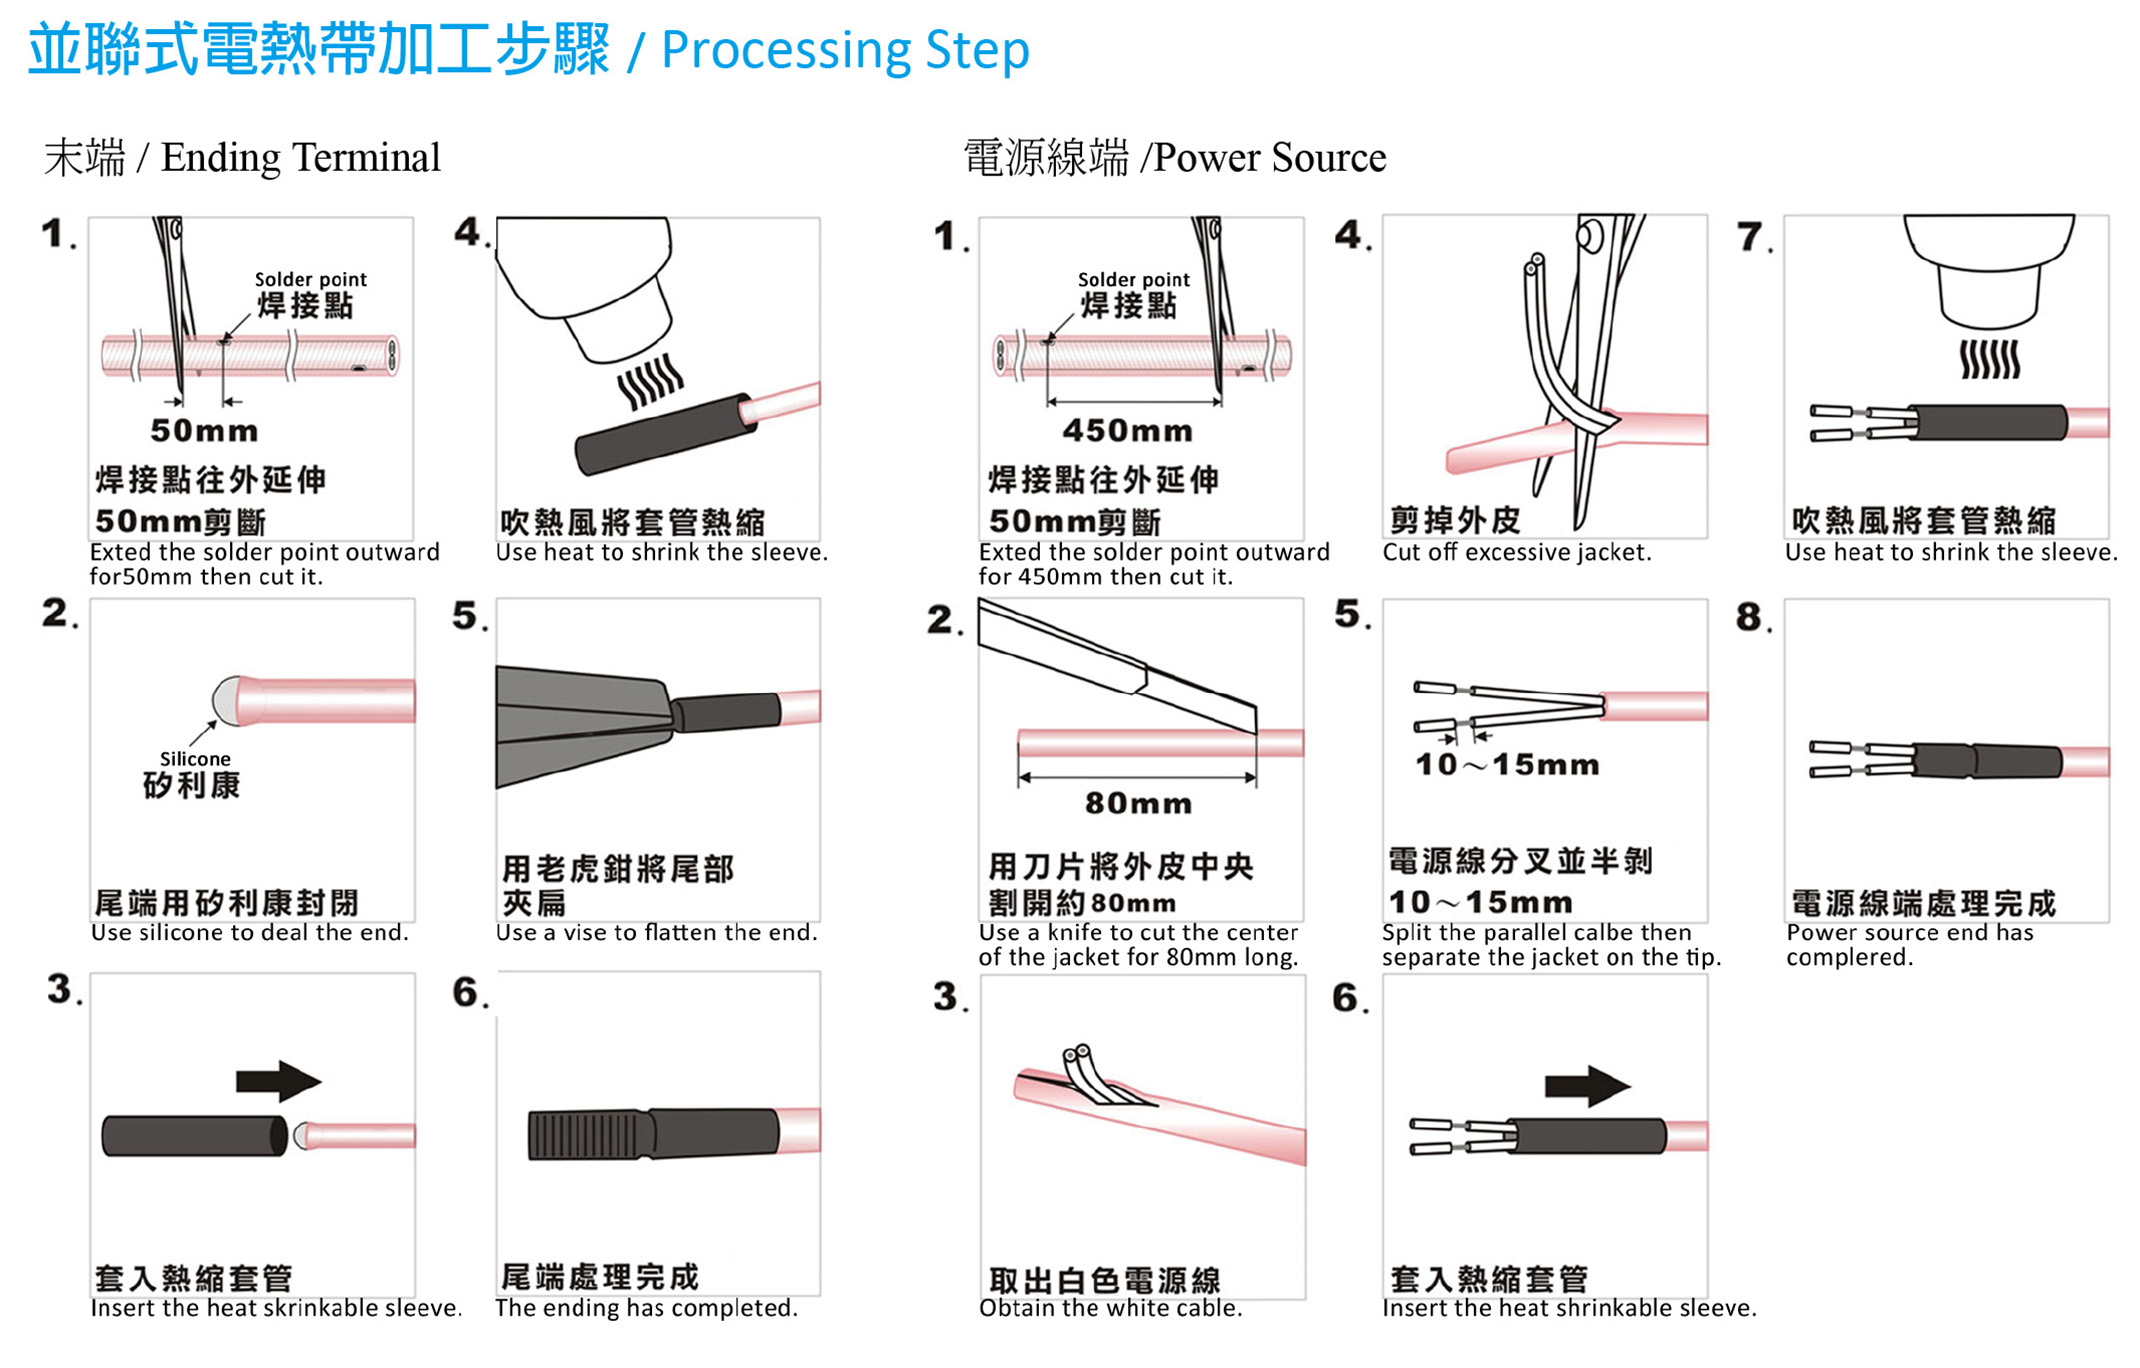 並聯式電熱帶加工步驟 / Processing Step
末端 / Ending Terminal
1.
Solder point
焊接點
50mm
焊接點往外延伸
50mm剪斷
Exted the solder point outward
for50mm then cut it.
2.
Silicone
矽利康
尾端用矽利康封閉
Use silicone to deal the end.
3.
套入熱縮套管
Insert the heat skrinkable sleeve.
4.
吹熱風將套管熱縮
Use heat to shrink the sleeve.
5.
用老虎鉗將尾部
夾扁
Use a vise to flatten the end.
6.
尾端處理完成
The ending has completed.
電源線端 /Power Source
1.
Solder point
焊接點
450mm
焊接點往外延伸
50mm剪斷
Exted the solder point outward
for 450mm then cut it.
2.
80mm
用刀片將外皮中央
割開約80mm
Use a knife to cut the center
of the jacket for 80mm long.
3.
取出白色電源線
Obtain the white cable.
4.
剪掉外皮
Cut off excessive jacket.
5.
10~15mm
電源線分叉並半剝
10~15mm
Split the parallel calbe then
separate the jacket on the tip.
6.
套入熱縮套管
Insert the heat shrinkable sleeve.
7.
吹熱風將套管熱縮
Use heat to shrink the sleeve.
8.
電源線端處理完成
Power source end has
complered.